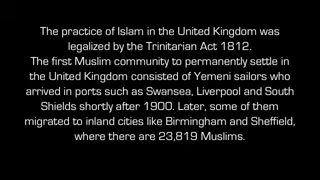 The practice of Islam in the United Kingdom was
legalized by the Trinitarian Act 1812.
The first Muslim community to permanently settle in
the United Kingdom consisted of Yemeni sailors who
arrived in ports such as Swansea, Liverpool and South
Shields shortly after 1900. Later, some of them
migrated to inland cities like Birmingham and Sheffield,
where there are 23,819 Muslims.